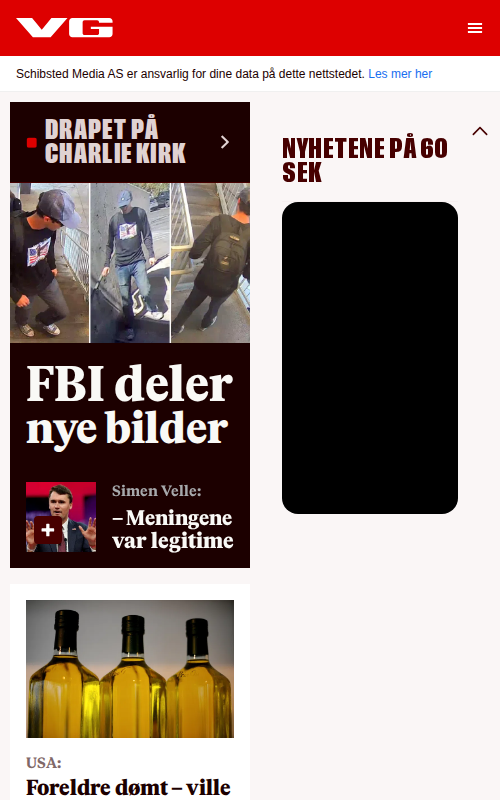 VG
Schibsted Media AS er ansvarlig for dine data på dette nettstedet. Les mer her
DRAPET PÅ
CHARLIE KIRK
FBI deler
nye bilder
Simen Velle:
– Meningene
var legitime
USA:
Foreldre dømt – ville
NYHETENE PÅ 60
SEK